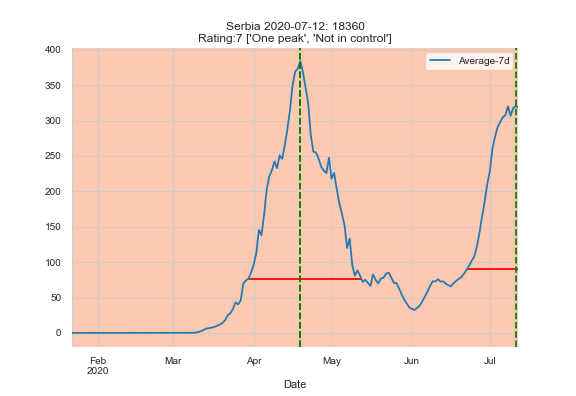 Serbia 2020-07-12: 18360
Rating:7 ['One peak', 'Not in control']
Average-7d
400
350
300
250
200
150
100
50
0
Feb
2020
Mar
Apr
May
Jun
Jul
Date